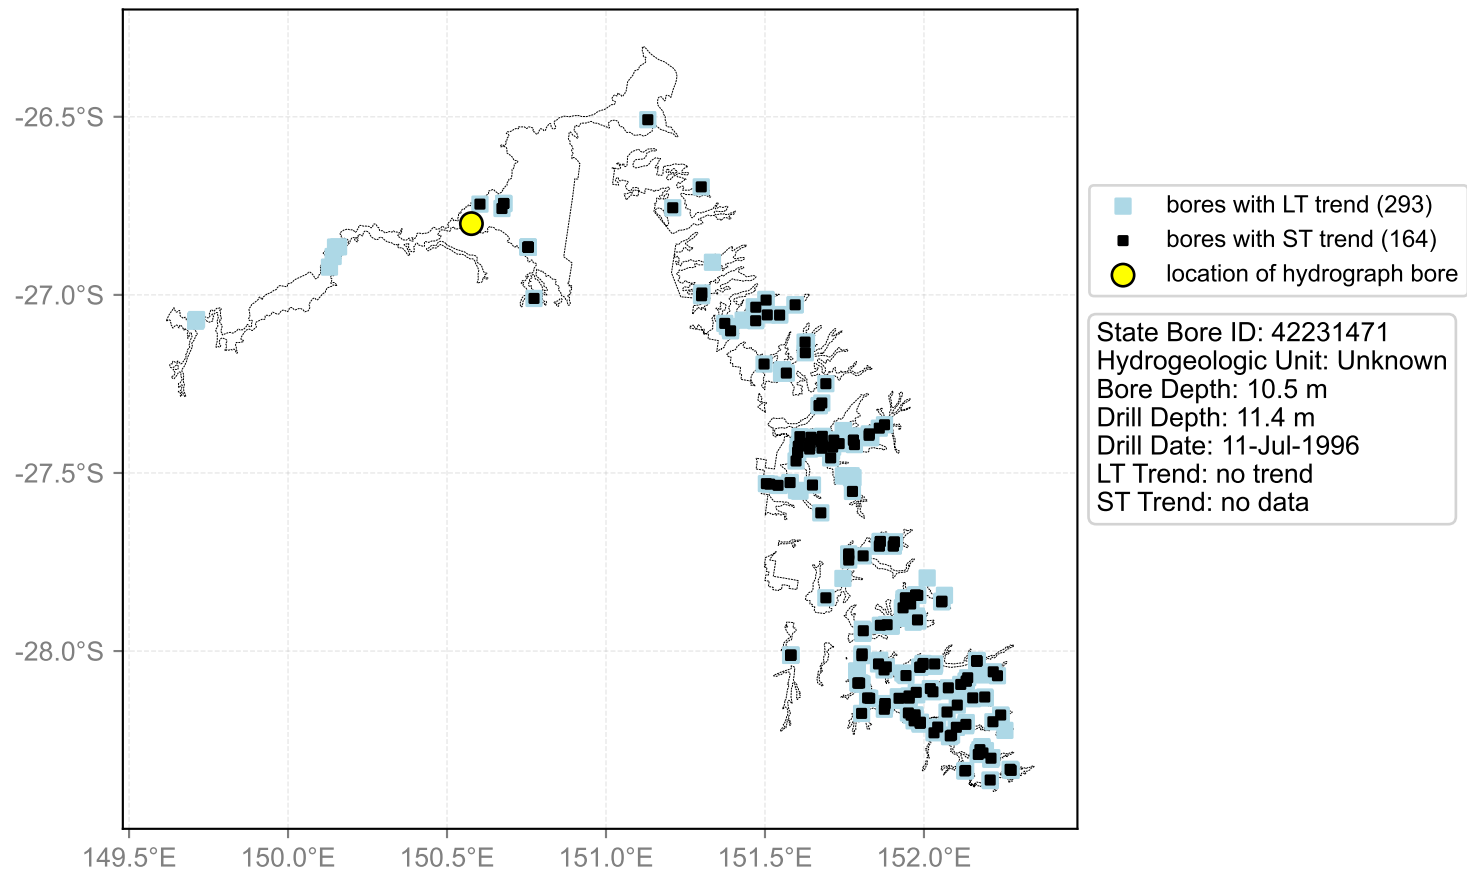 -26.5°S
-27.0°S
-27.5°S
-28.0°S
149.5°E 150.0°E 150.5°E 151.0°E 151.5°E 152.0°E
bores with LT trend (293)
bores with ST trend (164)
location of hydrograph bore
State Bore ID: 42231471
Hydrogeologic Unit: Unknown
Bore Depth: 10.5 m
Drill Depth: 11.4 m
Drill Date: 11-Jul-1996
LT Trend: no trend
ST Trend: no data